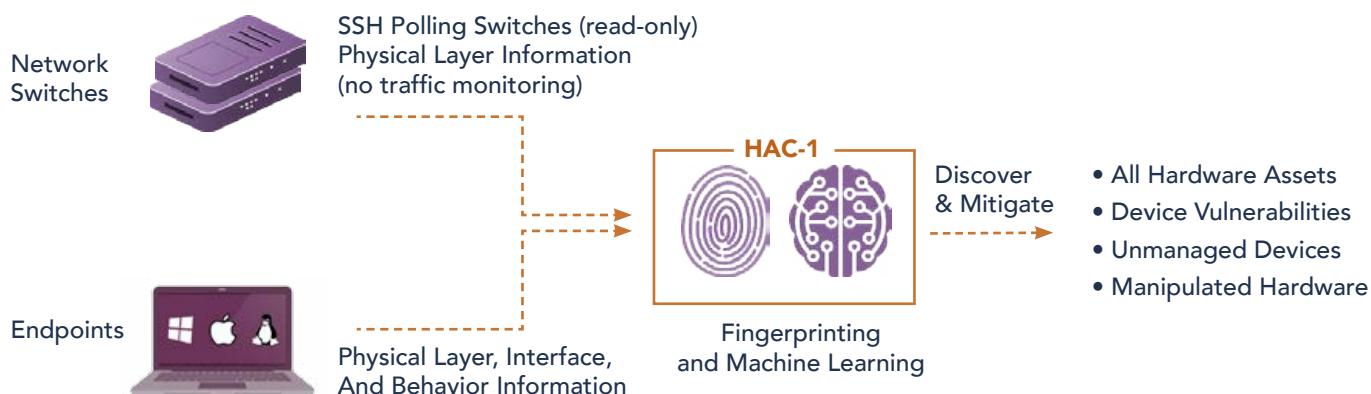 Network
Switches
SSH Polling Switches (read-only)
Physical Layer Information
(no traffic monitoring)
HAC-1
Discover
& Mitigate
• All Hardware Assets
• Device Vulnerabilities
• Unmanaged Devices
• Manipulated Hardware
Fingerprinting
and Machine Learning
Endpoints
Physical Layer, Interface,
And Behavior Information